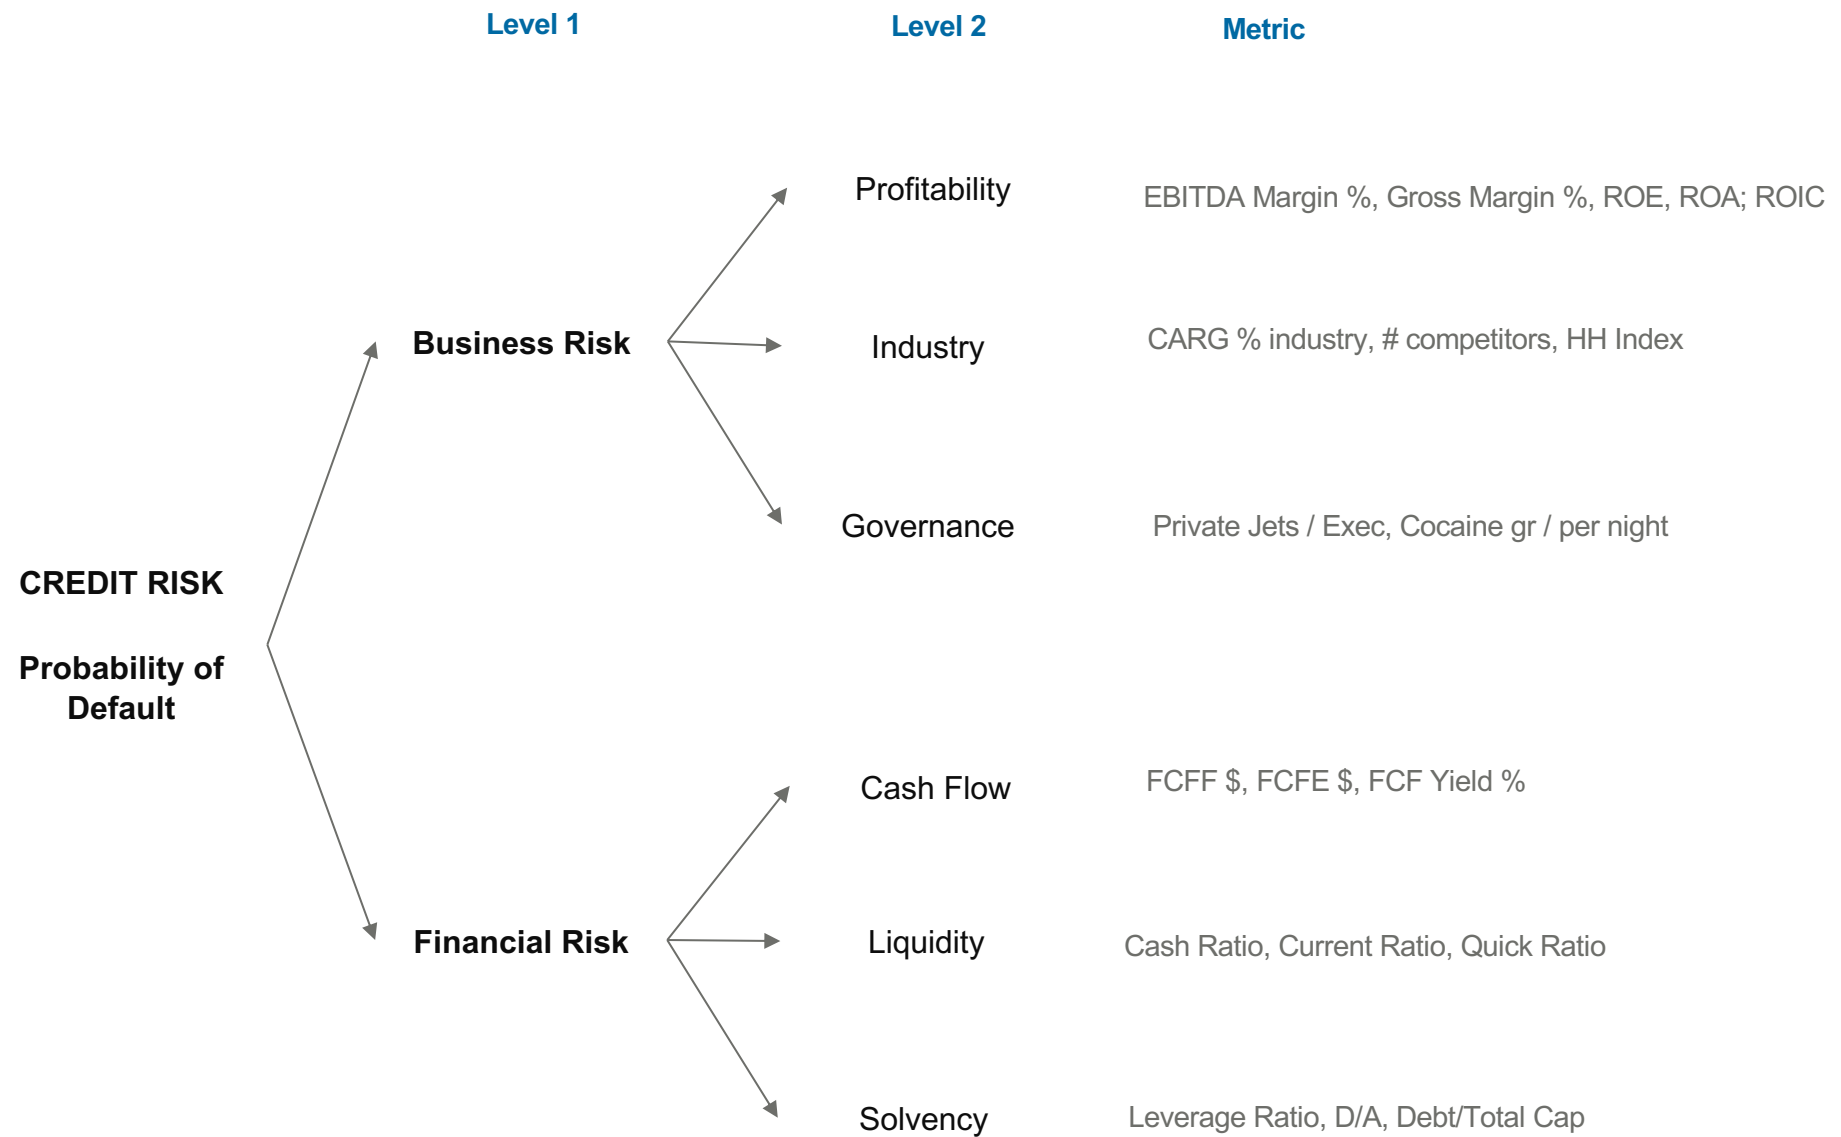 Level 1
Level 2
Metric
Profitability
EBITDA Margin %, Gross Margin %, ROE, ROA; ROIC
Business Risk
Industry
CARG % industry, # competitors, HH Index
Governance
Private Jets / Exec, Cocaine gr / per night
CREDIT RISK
Probability of
Default
Cash Flow
FCFF $, FCFE $, FCF Yield %
Financial Risk
Liquidity
Cash Ratio, Current Ratio, Quick Ratio
Solvency
Leverage Ratio, D/A, Debt/Total Cap